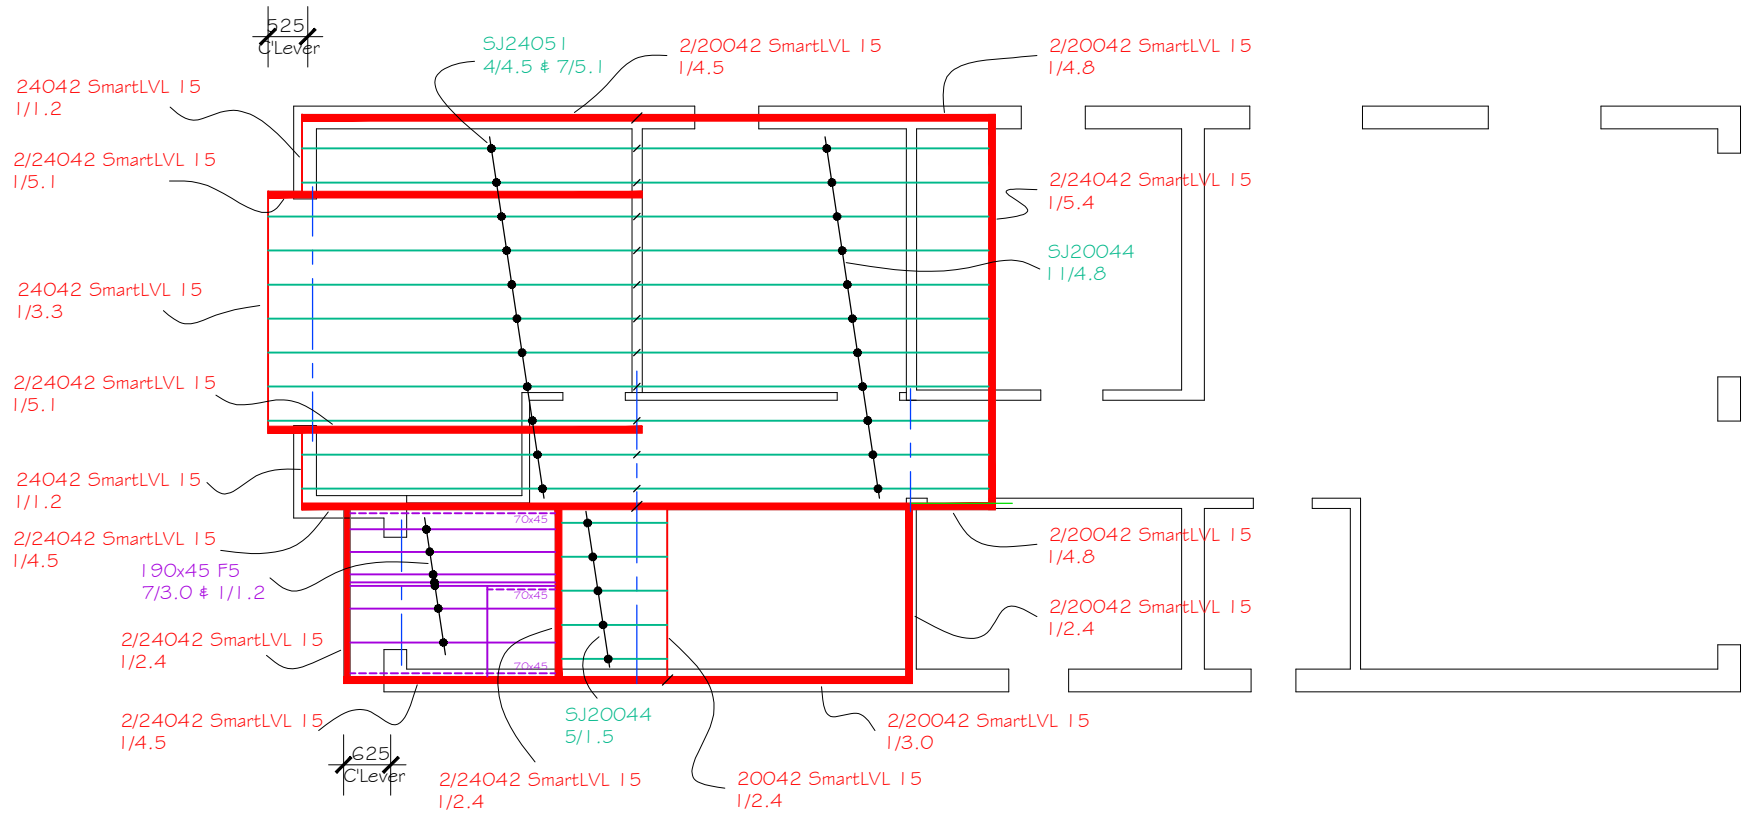 525
C'Lever
SJ24051
4/4.5 & 7/5.1
2/20042 SmartLVL 15
1/4.5
2/20042 SmartLVL 15
1/4.8
24042 SmartLVL 15
1/1.2
2/24042 SmartLVL 15
1/5.1
2/24042 SmartLVL 15
1/5.4
SJ20044
11/4.8
24042 SmartLVL 15
1/3.3
2/24042 SmartLVL 15
1/5.1
24042 SmartLVL 15
1/1.2
2/24042 SmartLVL 15
1/4.5
190x45 F5
7/3.0 & 1/1.2
70x45
70x45
70x45
2/20042 SmartLVL 15
1/4.8
2/20042 SmartLVL 15
1/2.4
2/24042 SmartLVL 15
1/2.4
2/24042 SmartLVL 15
1/4.5
SJ20044
5/1.5
2/20042 SmartLVL 15
1/3.0
625
C'Lever
2/24042 SmartLVL 15
1/2.4
20042 SmartLVL 15
1/2.4